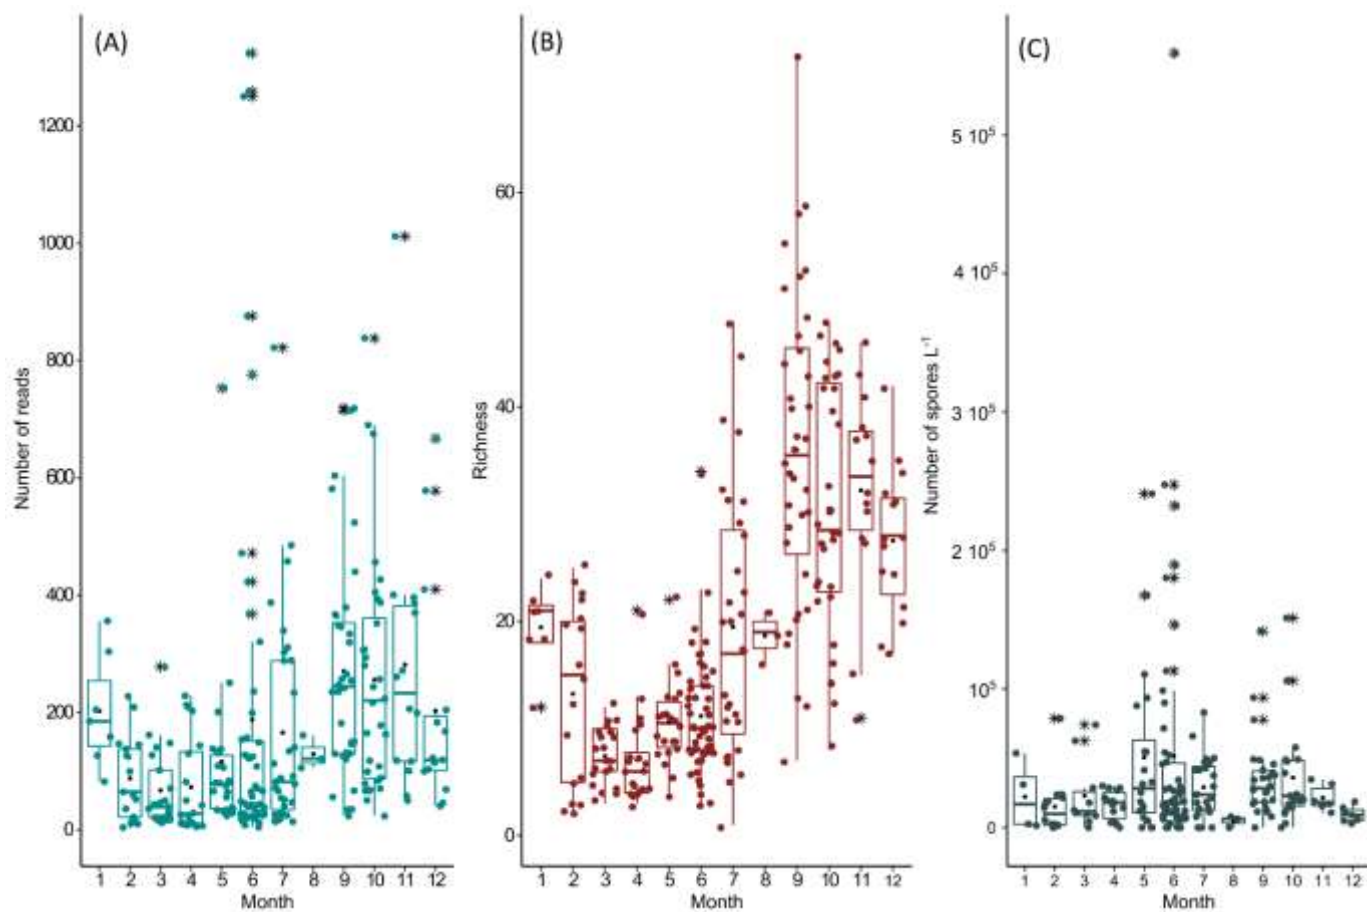 (A)
Number of reads
1200
1000
800
600
400
200
0
1 2 3 4 5 6 7 8 9 10 11 12
Month
(B)
Richness
60
40
20
0
1 2 3 4 5 6 7 8 9 10 11 12
Month
(C)
Number of spores L⁻¹
5 10⁵
4 10⁵
3 10⁵
2 10⁵
10⁵
0
1 2 3 4 5 6 7 8 9 10 11 12
Month